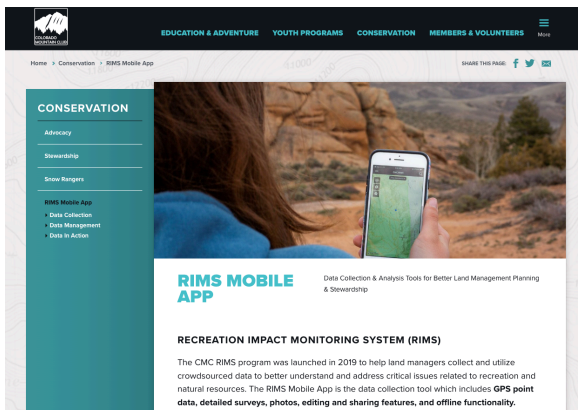 COLORADO
MOUNTAIN CLUB
EDUCATION & ADVENTURE YOUTH PROGRAMS CONSERVATION MEMBERS & VOLUNTEERS More
Home > Conservation > RIMS Mobile App SHARE THIS PAGE:
CONSERVATION
Advocacy
Stewardship
Snow Rangers
RIMS Mobile App
Data Collection
Data Management
Data in Action
RIMS MOBILE
APP
Data Collection & Analysis Tools for Better Land Management Planning
& Stewardship
RECREATION IMPACT MONITORING SYSTEM (RIMS)
The CMC RIMS program was launched in 2019 to help land managers collect and utilize
crowdsourced data to better understand and address critical issues related to recreation and
natural resources. The RIMS Mobile App is the data collection tool which includes GPS point
data, detailed surveys, photos, editing and sharing features, and offline functionality.